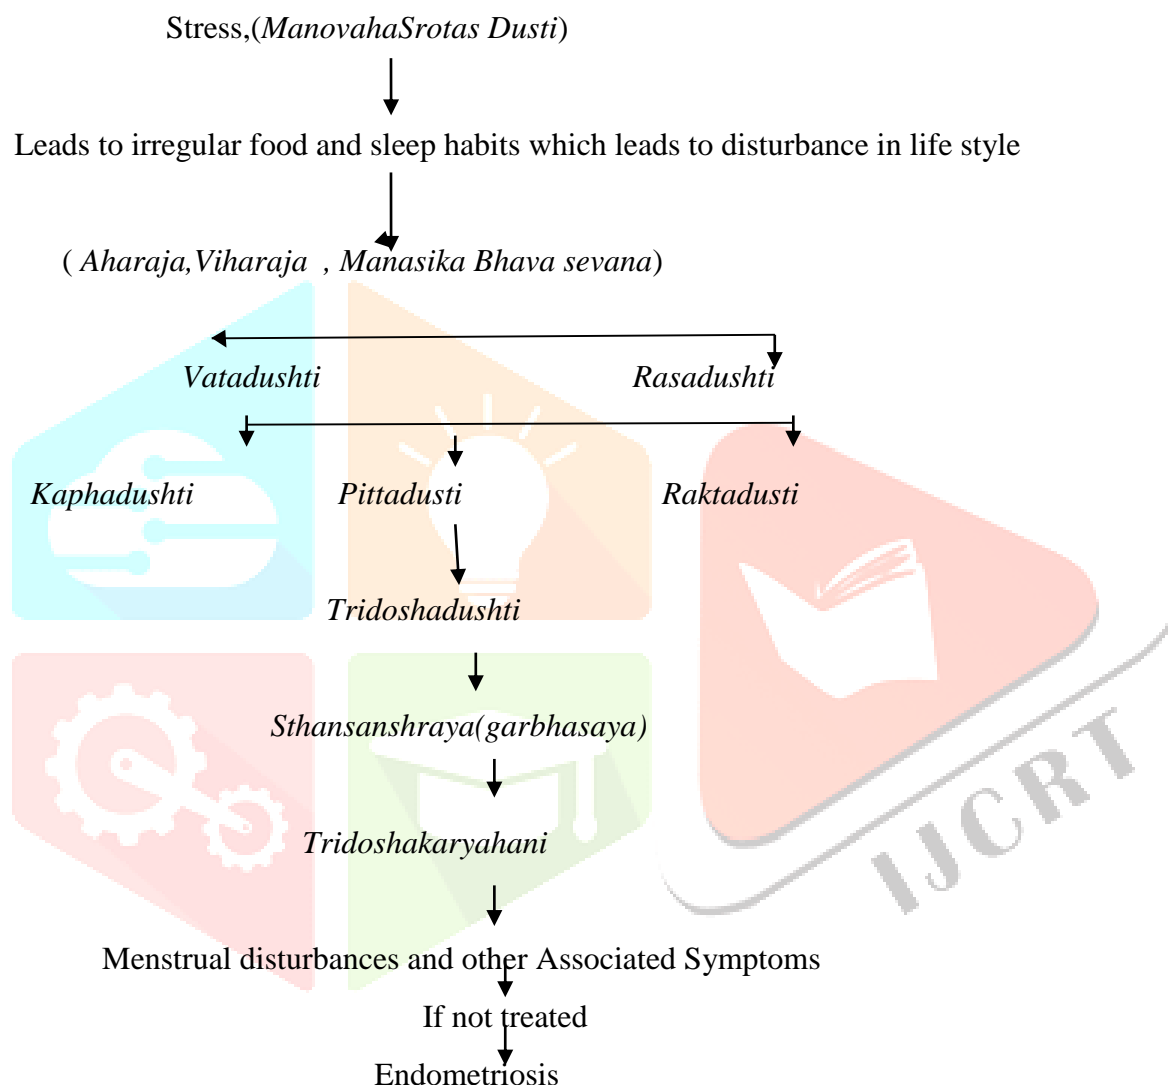 Stress,(ManovahaSrotas Dusti)
Leads to irregular food and sleep habits which leads to disturbance in life style
( Aharaja,Viharaja , Manasika Bhava sevana)
Vatadushti Rasadushti
Kaphadushti Pittadusti Raktadusti
Tridoshadushti
Sthansanshraya(garbhasaya)
Tridoshakaryahani
IJCRT
Menstrual disturbances and other Associated Symptoms
If not treated
Endometriosis